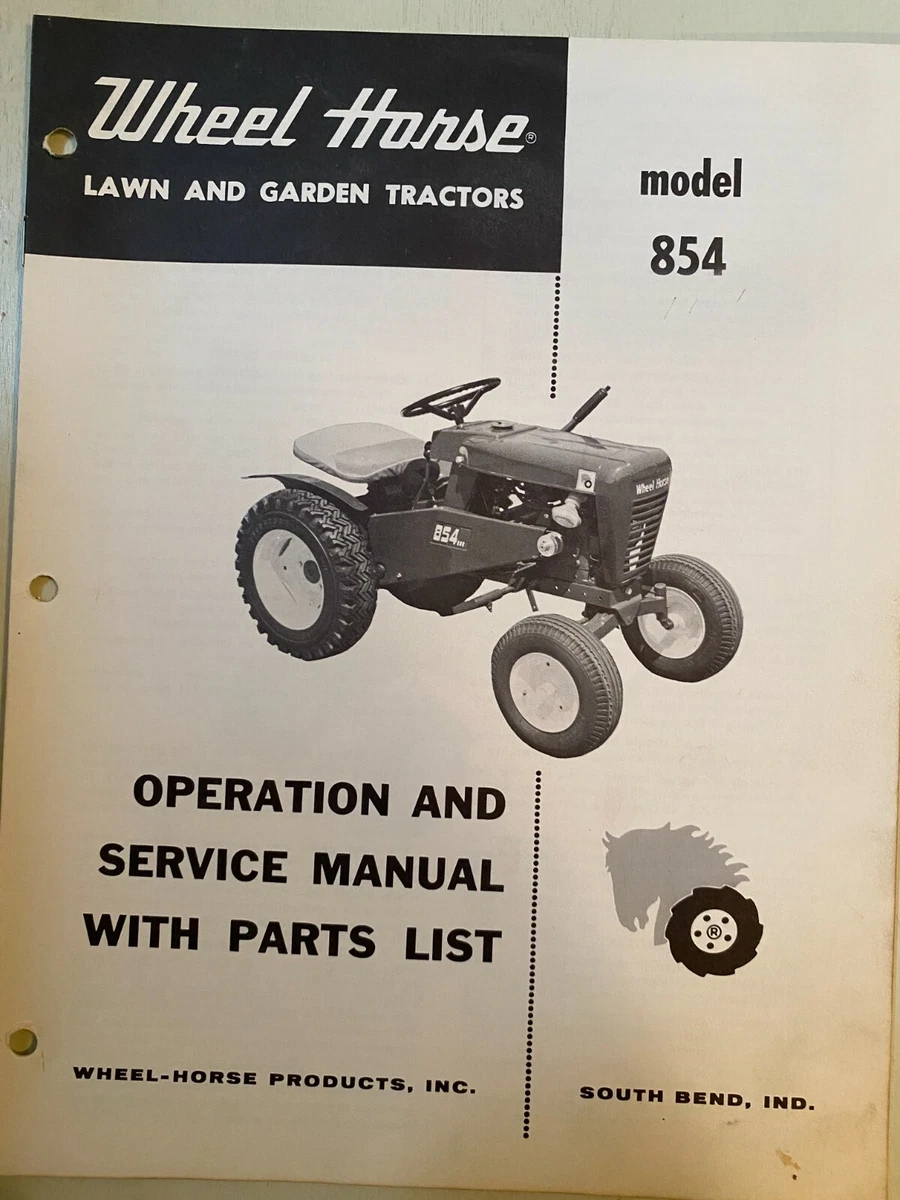 Wheel Horse®
LAWN AND GARDEN TRACTORS
model
854
Wheel Horse
854
OPERATION AND
SERVICE MANUAL
WITH PARTS LIST
®
WHEEL-HORSE PRODUCTS, INC.
SOUTH BEND, IND.